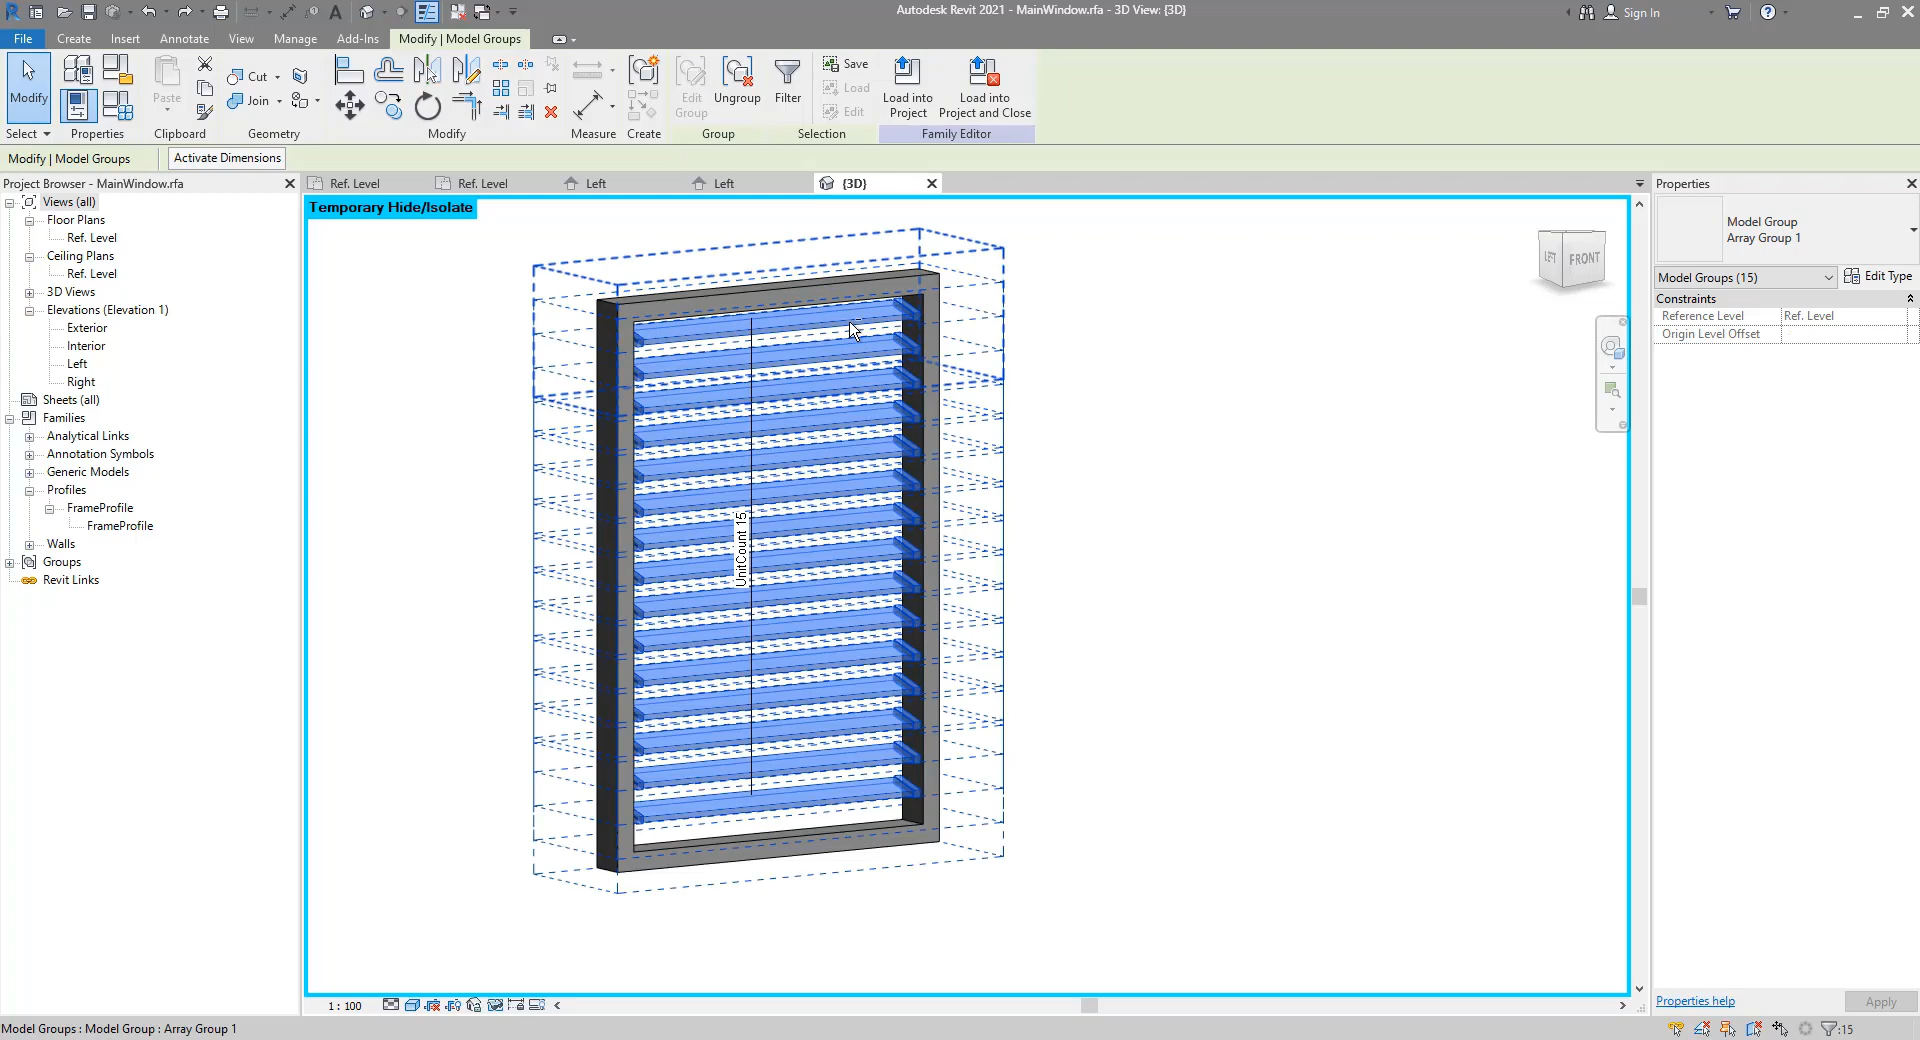 Autodesk Revit 2021 - MainWindow.rfa - 3D View: {3D}
Sign In
File
Create
Insert
Annotate
View
Manage
Add-Ins
Modify | Model Groups
Modify
Select
Properties
Paste
Clipboard
Cut
Join
Geometry
Modify
Measure
Create
Edit
Group
Ungroup
Group
Filter
Save
Load
Edit
Selection
Load into
Project
Load into
Project and Close
Family Editor
Modify | Model Groups
Activate Dimensions
Project Browser - MainWindow.rfa
Views (all)
Floor Plans
Ref. Level
Ceiling Plans
Ref. Level
3D Views
Elevations (Elevation 1)
Exterior
Interior
Left
Right
Sheets (all)
Families
Analytical Links
Annotation Symbols
Generic Models
Profiles
FrameProfile
FrameProfile
Walls
Groups
Revit Links
Ref. Level
Ref. Level
Left
Left
{3D}
Temporary Hide/Isolate
UnitCount 15
LEFT
FRONT
1 : 100
Properties
Model Group
Array Group 1
Model Groups (15)
Edit Type
Constraints
Reference Level
Ref. Level
Origin Level Offset
Properties help
Apply
Model Groups : Model Group : Array Group 1
:15